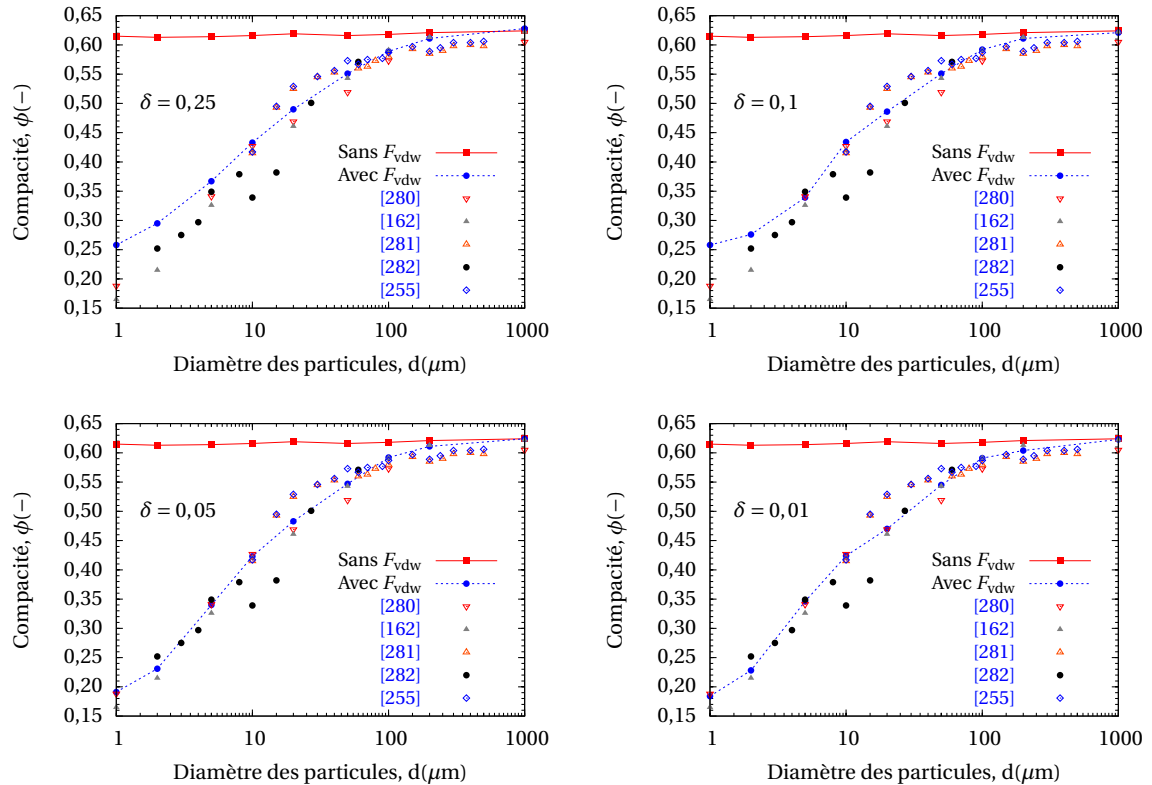 0,65
0,60
0,55
0,50
0,45
0,40
0,35
0,30
0,25
0,20
0,15
Compacité, ϕ(−)
δ = 0,25
Sans Fvdw
Avec Fvdw
[280]
[162]
[281]
[282]
[255]
1 10 100 1000
Diamètre des particules, d(μm)
0,65
0,60
0,55
0,50
0,45
0,40
0,35
0,30
0,25
0,20
0,15
Compacité, ϕ(−)
δ = 0,1
Sans Fvdw
Avec Fvdw
[280]
[162]
[281]
[282]
[255]
1 10 100 1000
Diamètre des particules, d(μm)
0,65
0,60
0,55
0,50
0,45
0,40
0,35
0,30
0,25
0,20
0,15
Compacité, ϕ(−)
δ = 0,05
Sans Fvdw
Avec Fvdw
[280]
[162]
[281]
[282]
[255]
1 10 100 1000
Diamètre des particules, d(μm)
0,65
0,60
0,55
0,50
0,45
0,40
0,35
0,30
0,25
0,20
0,15
Compacité, ϕ(−)
δ = 0,01
Sans Fvdw
Avec Fvdw
[280]
[162]
[281]
[282]
[255]
1 10 100 1000
Diamètre des particules, d(μm)